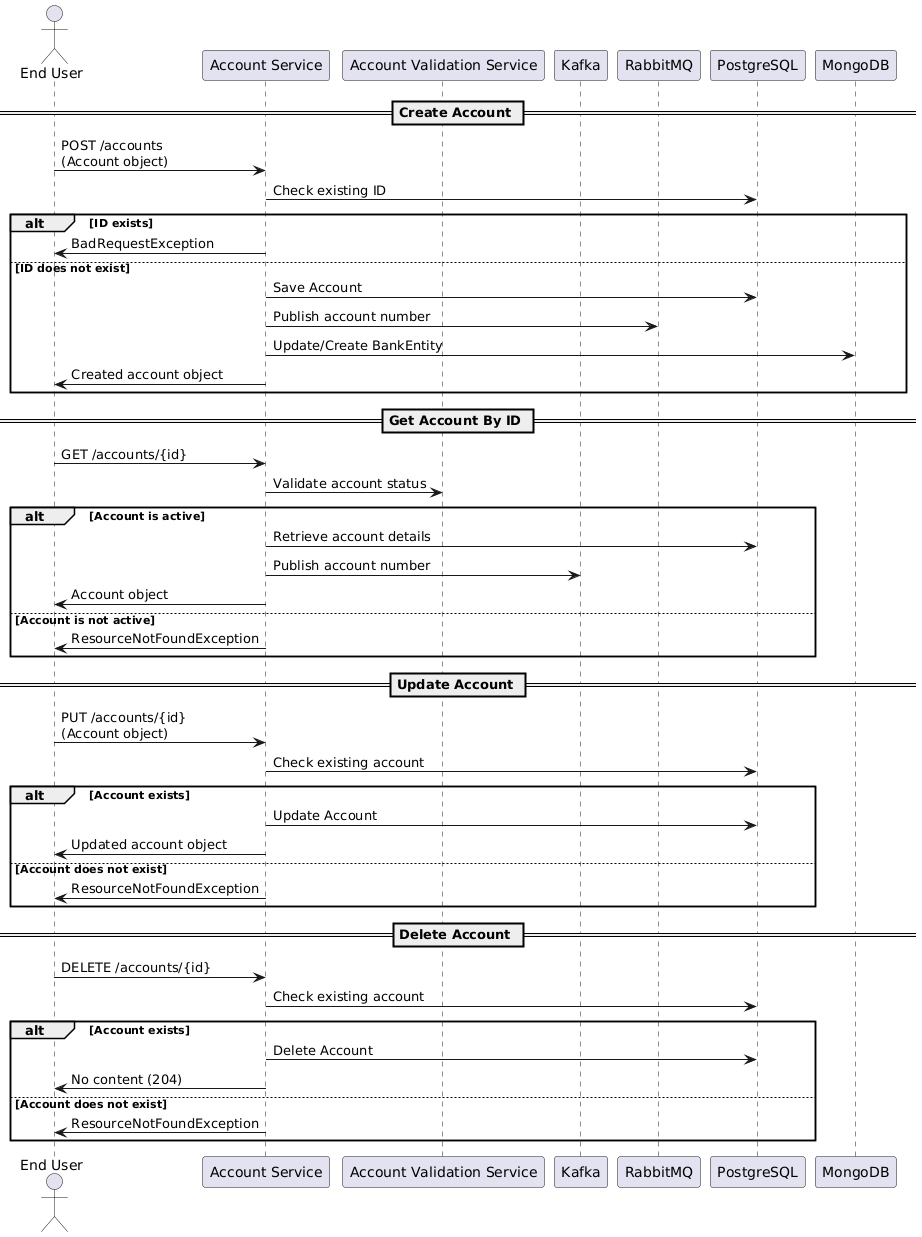 End User
Account Service
Account Validation Service
Kafka
RabbitMQ
PostgreSQL
MongoDB
Create Account
POST /accounts
(Account object)
Check existing ID
alt
[ID exists]
BadRequestException
[ID does not exist]
Save Account
Publish account number
Update/Create BankEntity
Created account object
Get Account By ID
GET /accounts/{id}
Validate account status
alt
[Account is active]
Retrieve account details
Publish account number
Account object
[Account is not active]
ResourceNotFoundException
Update Account
PUT /accounts/{id}
(Account object)
Check existing account
alt
[Account exists]
Update Account
Updated account object
[Account does not exist]
ResourceNotFoundException
Delete Account
DELETE /accounts/{id}
Check existing account
alt
[Account exists]
Delete Account
No content (204)
[Account does not exist]
ResourceNotFoundException
End User
Account Service
Account Validation Service
Kafka
RabbitMQ
PostgreSQL
MongoDB